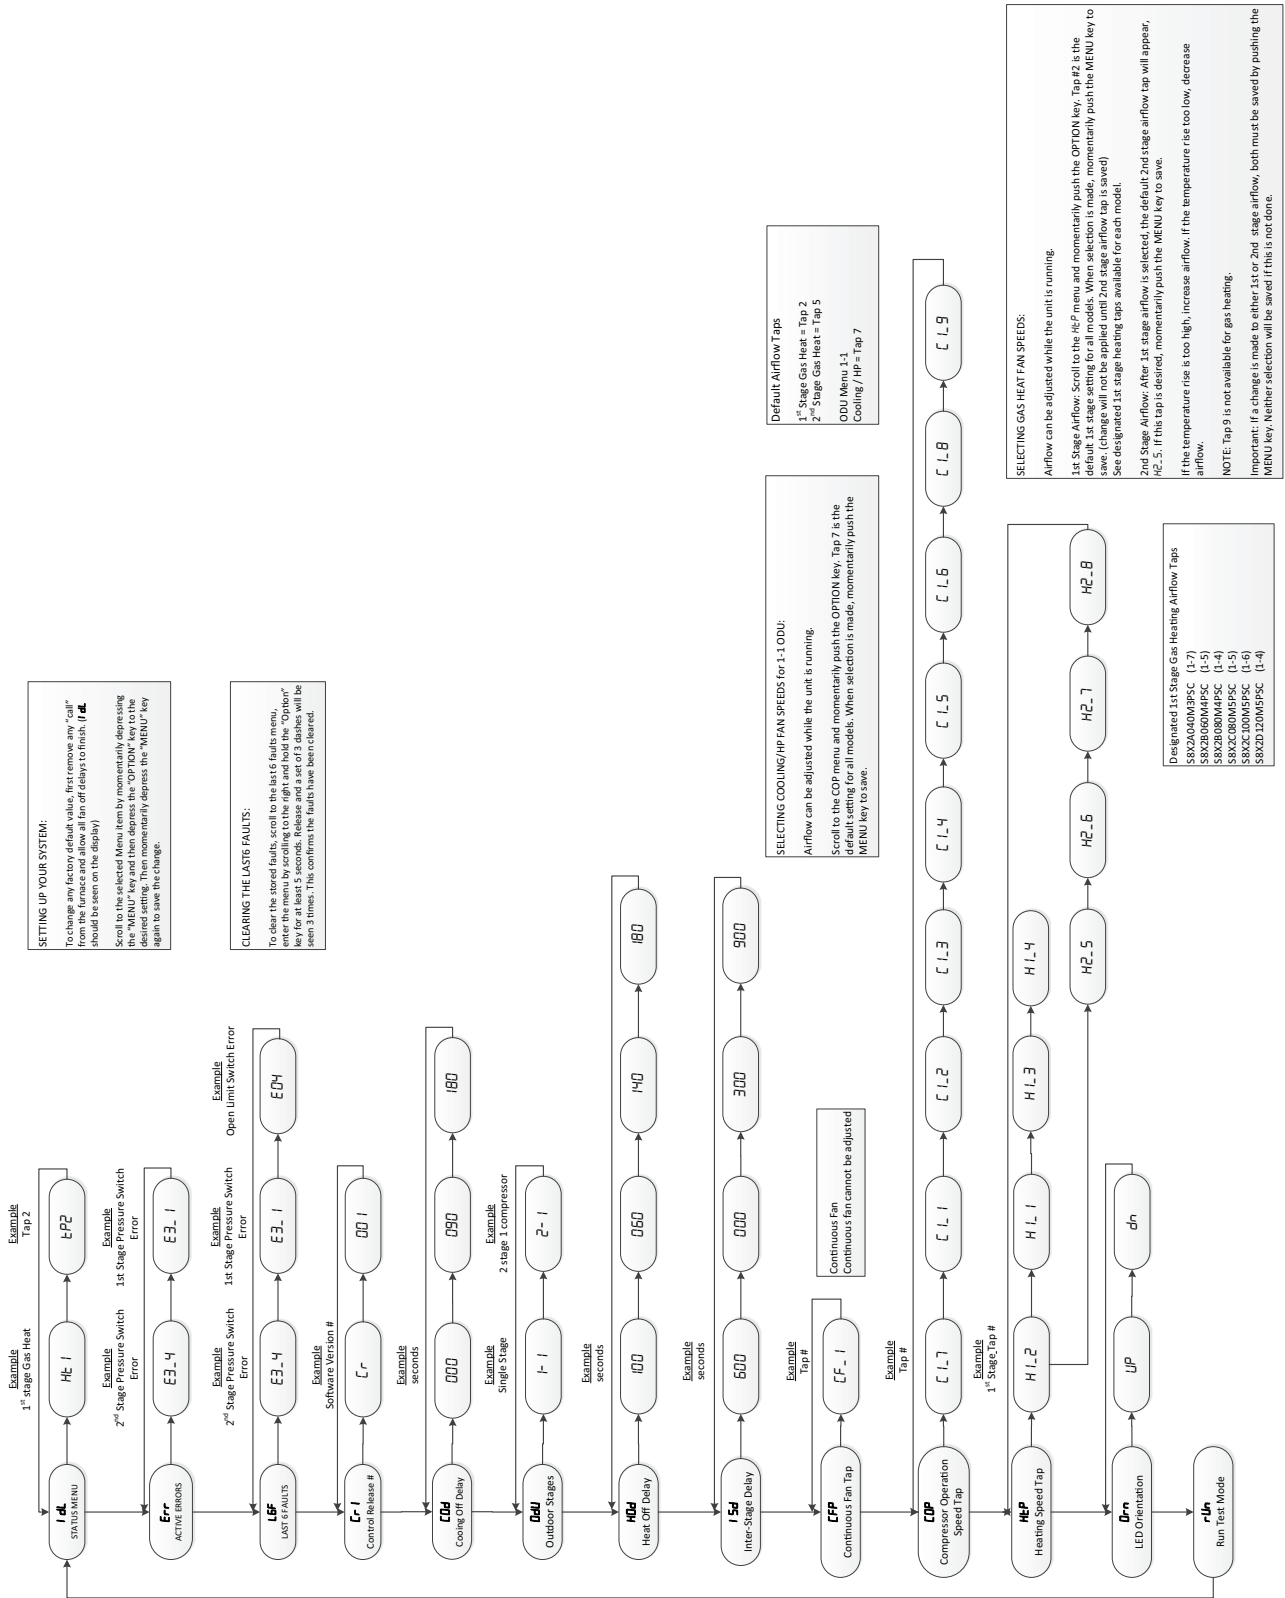 Example
1st stage Gas Heat
Example
Tap 2
IdL
STATUS MENU
Ht 1
tP2
SETTING UP YOUR SYSTEM:
To change any factory default value, first remove any "call"
from the furnace and allow all fan off delays to finish. (IdL
should be seen on the display)
Scroll to the selected Menu item by momentarily depressing
the "MENU" key and then depress the "OPTION" key to the
desired setting. Then momentarily depress the "MENU" key
again to save the change.
Example
2nd Stage Pressure Switch
Error
Example
1st Stage Pressure Switch
Error
Err
ACTIVE ERRORS
E3_4
E3_1
Example
2nd Stage Pressure Switch
Error
Example
1st Stage Pressure Switch
Error
Example
Open Limit Switch Error
L6F
LAST 6 FAULTS
E3_4
E3_1
E04
CLEARING THE LAST6 FAULTS:
To clear the stored faults, scroll to the last 6 faults menu,
enter the menu by scrolling to the right and hold the "Option"
key for at least 5 seconds. Release and a set of 3 dashes will be
seen 3 times. This confirms the faults have been cleared.
Example
Software Version #
Cr1
Control Release #
Cr
001
Example
seconds
C0d
Cooing Off Delay
000
090
180
Example
Single Stage
Example
2 stage 1 compressor
0dU
Outdoor Stages
1-1
2-1
Example
seconds
H0d
Heat Off Delay
100
060
140
180
Example
seconds
ISd
Inter-Stage Delay
600
000
300
900
SELECTING COOLING/HP FAN SPEEDS for 1-1 ODU:
Airflow can be adjusted while the unit is running.
Scroll to the COP menu and momentarily push the OPTION key. Tap 7 is the
default setting for all models. When selection is made, momentarily push the
MENU key to save.
Default Airflow Taps
1st Stage Gas Heat = Tap 2
2nd Stage Gas Heat = Tap 5
ODU Menu 1-1
Cooling / HP = Tap 7
Example
Tap #
CFP
Continuous Fan Tap
CF_1
Continuous Fan
Continuous fan cannot be adjusted
Example
Tap #
C0P
Compressor Operation
Speed Tap
C1_7
C1_1
C1_2
C1_3
C1_4
C1_5
C1_6
C1_8
C1_9
Example
1st Stage Tap #
HtP
Heating Speed Tap
H1_2
H1_1
H1_3
H1_4
H2_5
H2_6
H2_7
H2_8
0rn
LED Orientation
UP
dn
rUn
Run Test Mode
Designated 1st Stage Gas Heating Airflow Taps
S8X2A040M3PSC (1-7)
S8X2B060M4PSC (1-5)
S8X2B080M4PSC (1-4)
S8X2C080M5PSC (1-5)
S8X2C100M5PSC (1-6)
S8X2D120M5PSC (1-4)
SELECTING GAS HEAT FAN SPEEDS:
Airflow can be adjusted while the unit is running.
1st Stage Airflow: Scroll to the HtP menu and momentarily push the OPTION key. Tap #2 is the
default 1st stage setting for all models. When selection is made, momentarily push the MENU key to
save. (change will not be applied until 2nd stage airflow tap is saved)
See designated 1st stage heating taps available for each model.
2nd Stage Airflow: After 1st stage airflow is selected, the default 2nd stage airflow tap will appear,
H2_5. If this tap is desired, momentarily push the MENU key to save.
If the temperature rise is too high, increase airflow. If the temperature rise too low, decrease
airflow.
NOTE: Tap 9 is not available for gas heating.
Important: If a change is made to either 1st or 2nd stage airflow, both must be saved by pushing the
MENU key. Neither selection will be saved if this is not done.